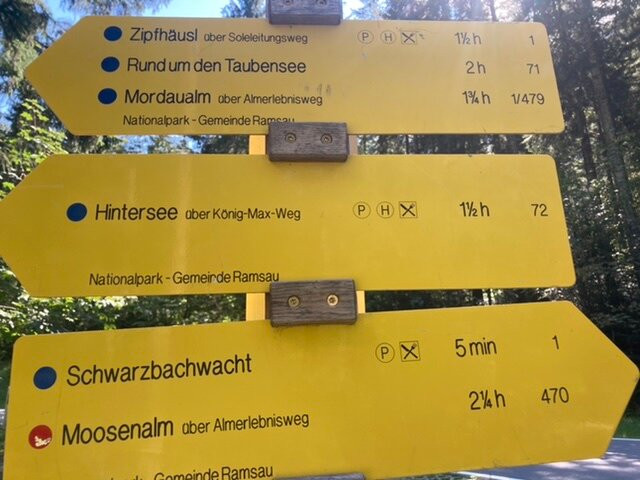 Zipfhäusl über Soleleitungsweg P H 1½ h 1
Rund um den Taubensee 2 h 71
Mordaualm über Almerlebnisweg 1¾ h 1/479
Nationalpark - Gemeinde Ramsau
Hintersee über König-Max-Weg P H 1½ h 72
Nationalpark - Gemeinde Ramsau
Schwarzbachwacht P 5 min 1
Moosenalm über Almerlebnisweg 2¼ h 470
Gemeinde Ramsau